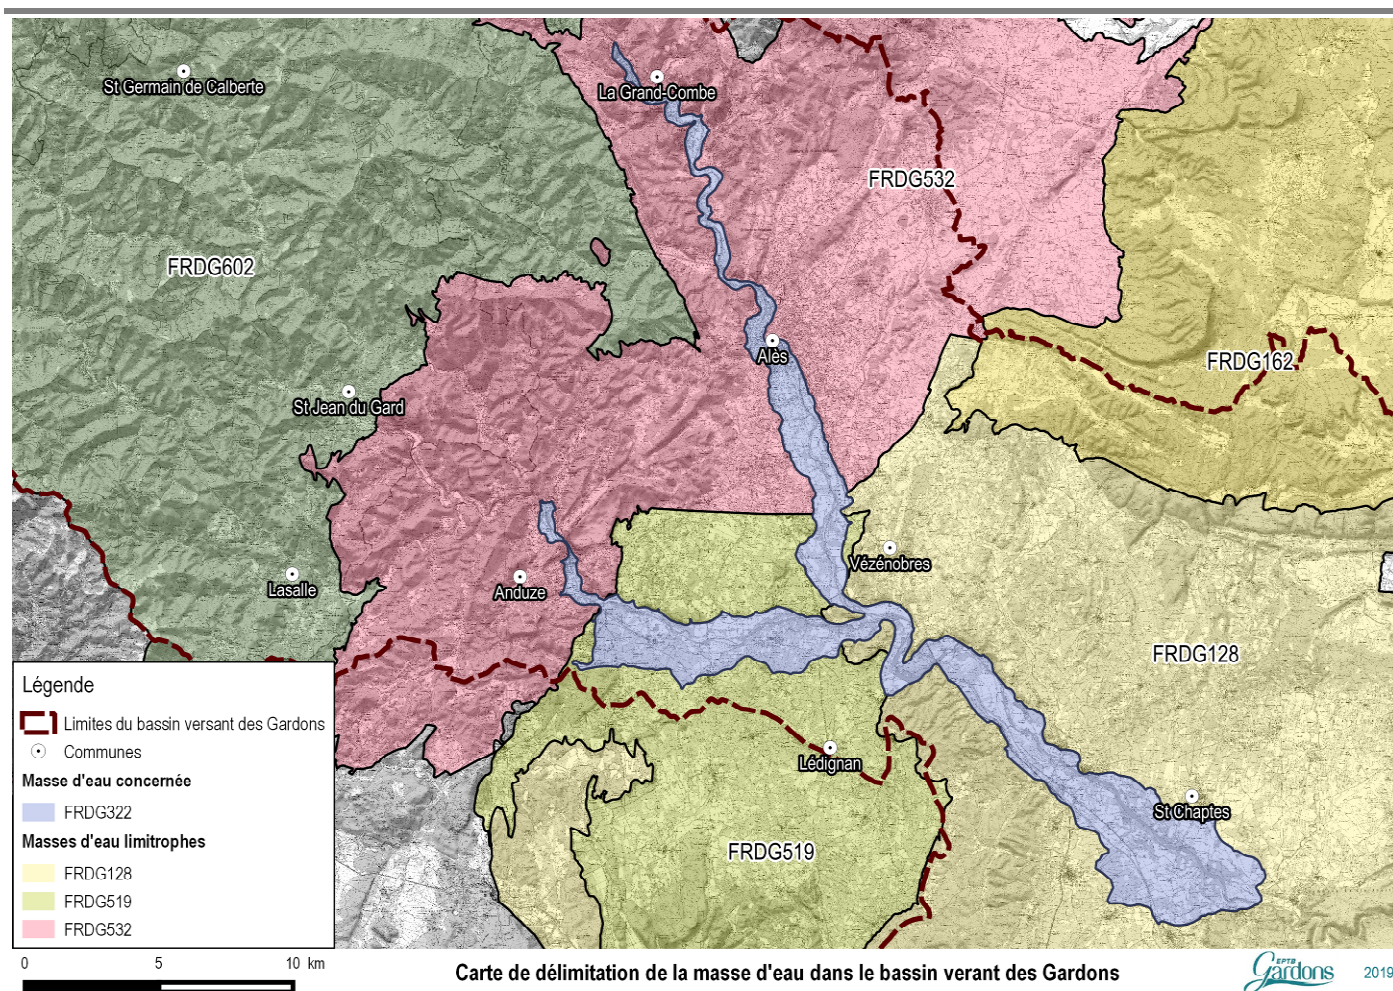 St Germain de Calberte
La Grand-Combe
FRDG532
FRDG602
Alès
FRDG162
St Jean du Gard
Vézénobres
Lasalle
Anduze
FRDG128
Lédignan
St Chaptes
FRDG519
Légende
Limites du bassin versant des Gardons
Communes
Masse d'eau concernée
FRDG322
Masses d'eau limitrophes
FRDG128
FRDG519
FRDG532
0 5 10 km
Carte de délimitation de la masse d'eau dans le bassin verant des Gardons
EPTB
Gardons
2019